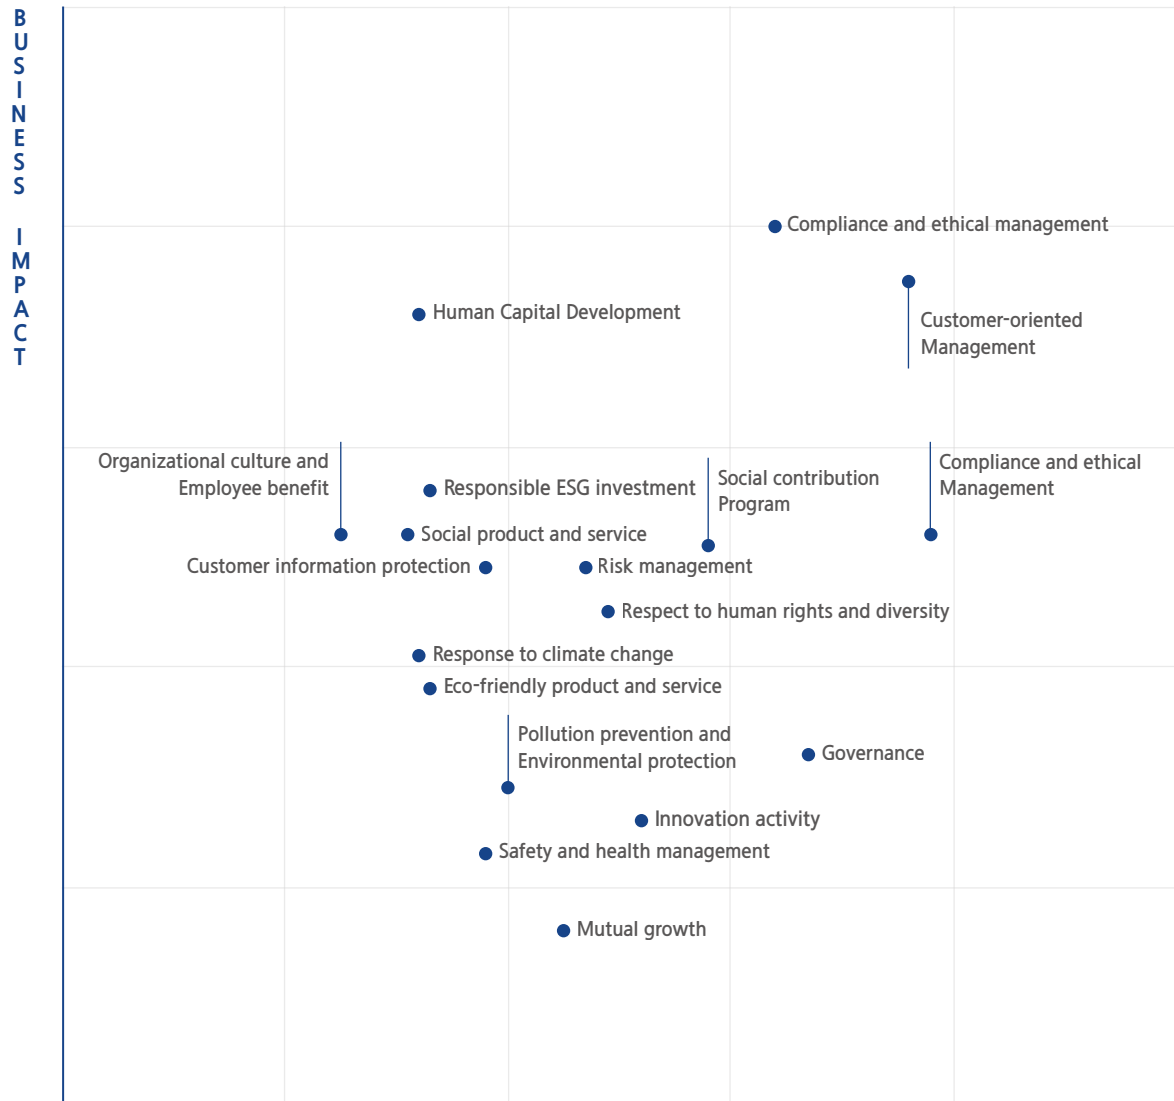 BUSINESS IMPACT
Compliance and ethical management
Human Capital Development
Customer-oriented
Management
Organizational culture and
Employee benefit
Responsible ESG investment
Social contribution
Program
Compliance and ethical
Management
Social product and service
Customer information protection
Risk management
Respect to human rights and diversity
Response to climate change
Eco-friendly product and service
Pollution prevention and
Environmental protection
Governance
Innovation activity
Safety and health management
Mutual growth